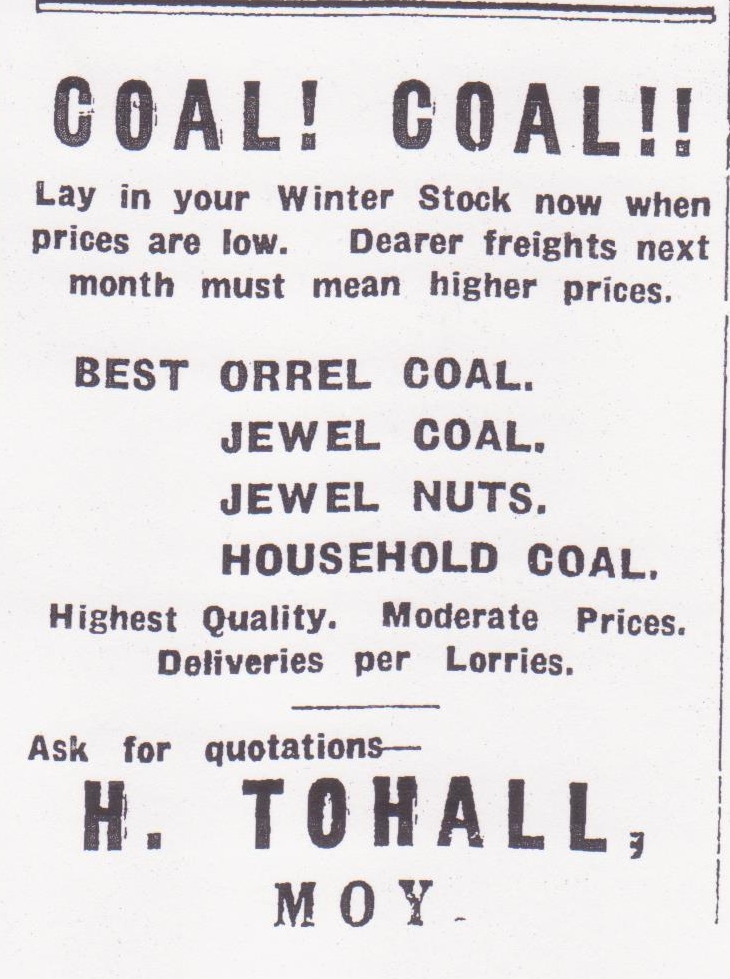 COAL! COAL!!
Lay in your Winter Stock now when
prices are low. Dearer freights next
month must mean higher prices.
BEST ORREL COAL.
JEWEL COAL.
JEWEL NUTS.
HOUSEHOLD COAL.
Highest Quality. Moderate Prices.
Deliveries per Lorries.
Ask for quotations—
H. TOHALL,
MOY.